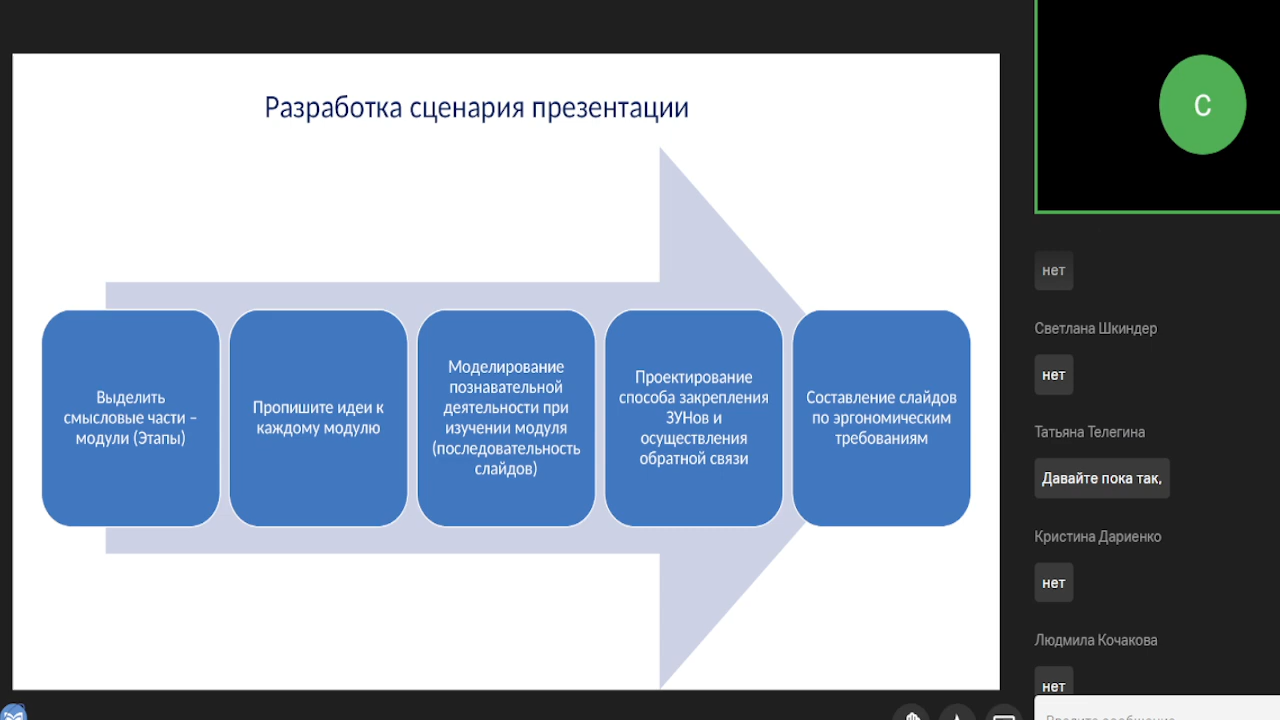 Разработка сценария презентации
Выделить
смысловые части –
модули (Этапы)
Пропишите идеи к
каждому модулю
Моделирование
познавательной
деятельности при
изучении модуля
(последовательность
слайдов)
Проектирование
способа закрепления
ЗУНов и
осуществления
обратной связи
Составление слайдов
по эргономическим
требованиям
С
нет
Светлана Шкиндер
нет
Татьяна Телегина
Давайте пока так,
Кристина Дариенко
нет
Людмила Кочакова
нет